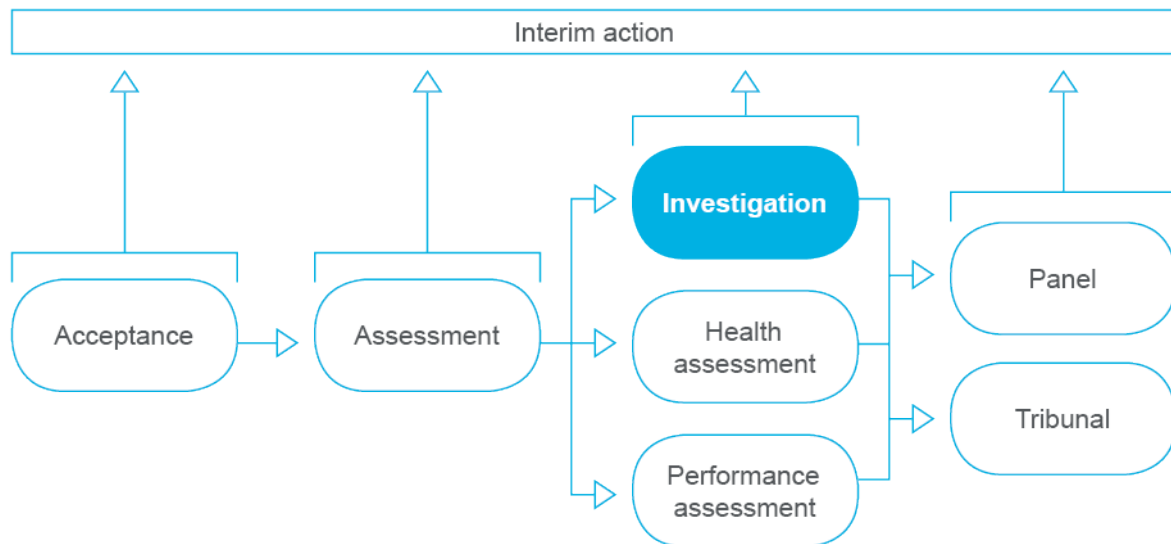 Interim action
Acceptance
Assessment
Investigation
Health
assessment
Performance
assessment
Panel
Tribunal